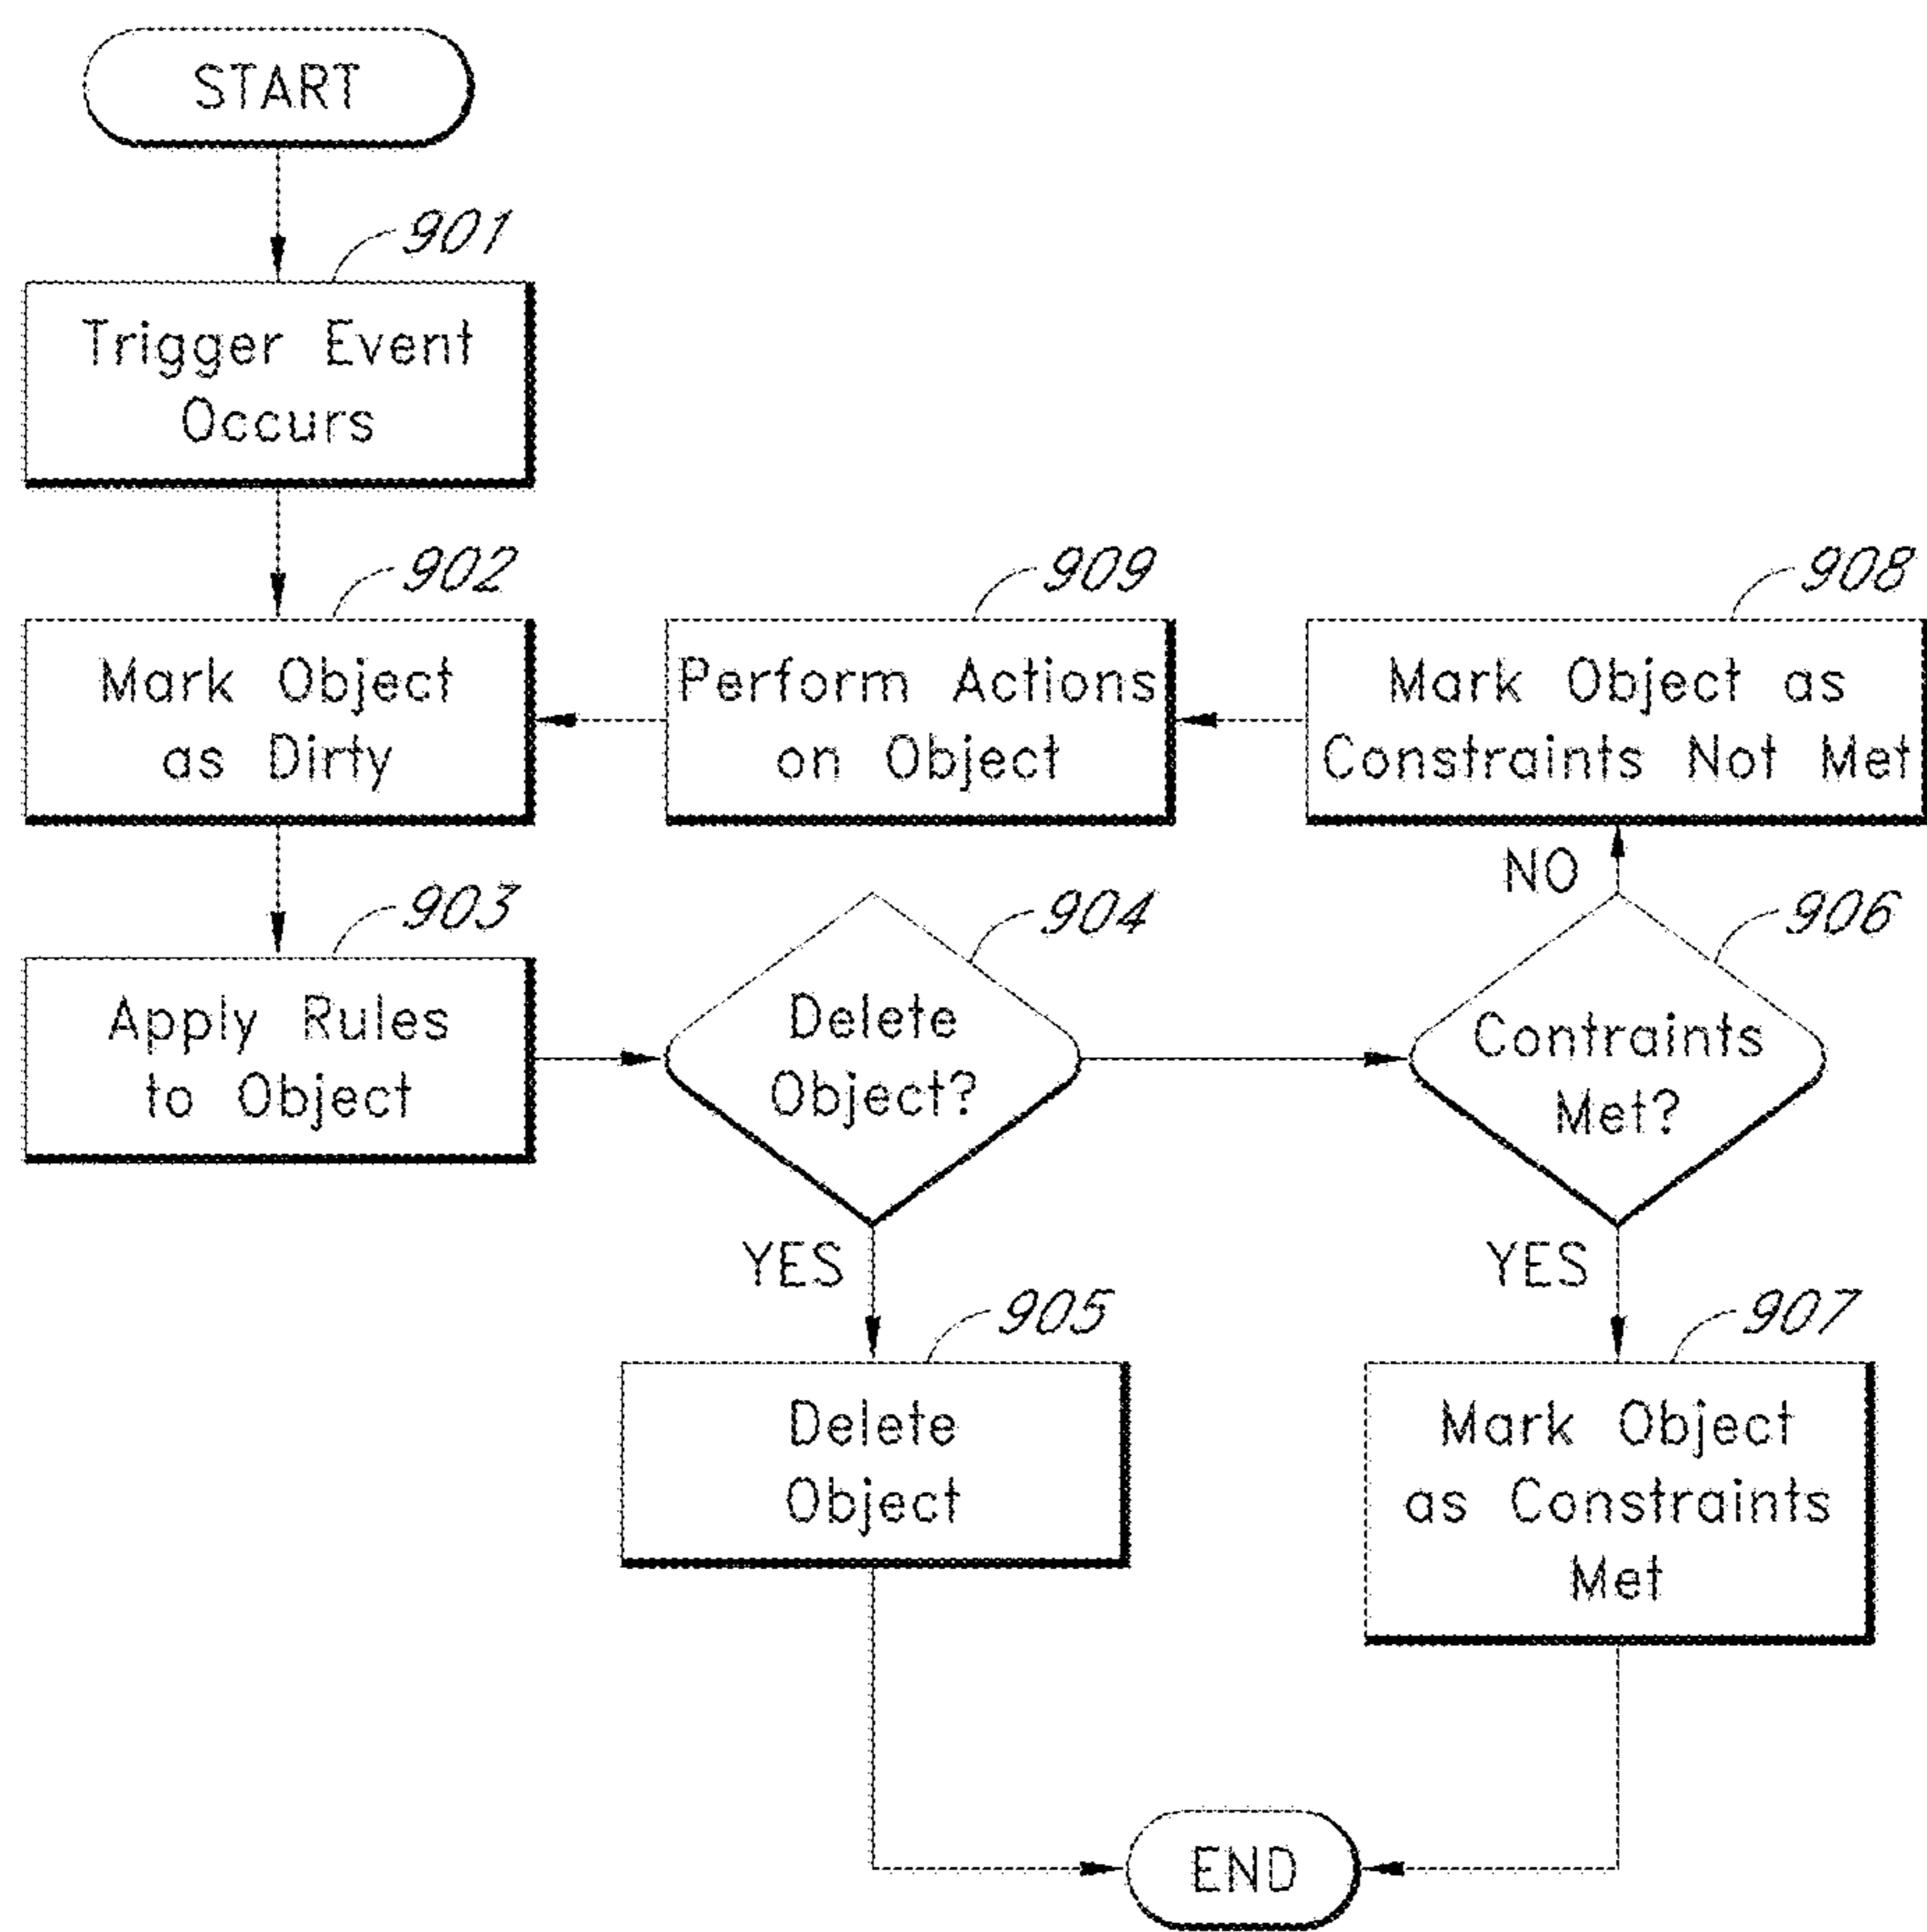 START
901
Trigger Event
Occurs
902
Mark Object
as Dirty
909
Perform Actions
on Object
908
Mark Object as
Constraints Not Met
903
Apply Rules
to Object
904
Delete
Object?
NO
906
Contraints
Met?
YES
905
Delete
Object
YES
907
Mark Object
as Constraints
Met
END